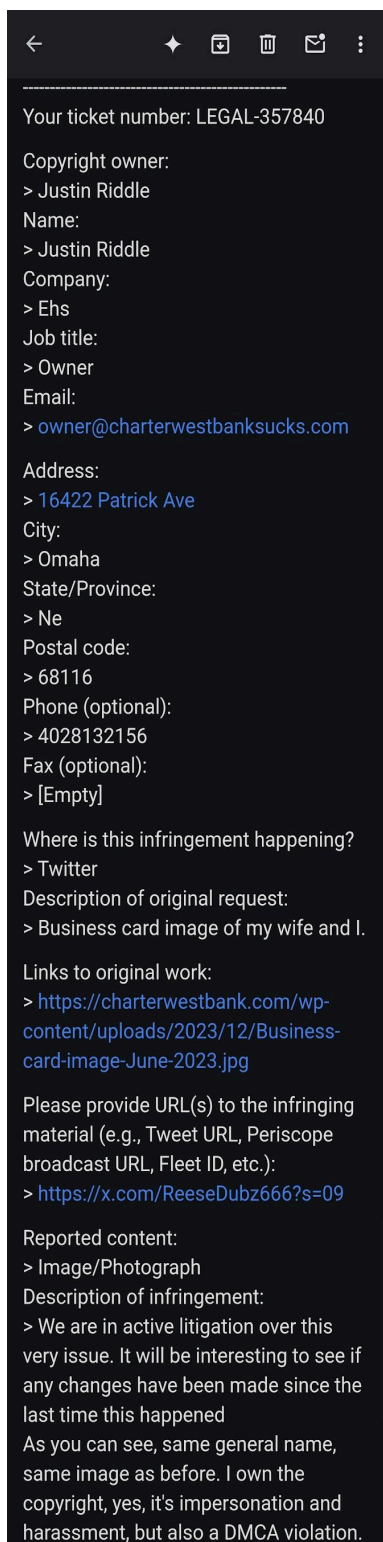 ------------------------------------------------
Your ticket number: LEGAL-357840
Copyright owner:
> Justin Riddle
Name:
> Justin Riddle
Company:
> Ehs
Job title:
> Owner
Email:
> owner@charterwestbanksucks.com
Address:
> 16422 Patrick Ave
City:
> Omaha
State/Province:
> Ne
Postal code:
> 68116
Phone (optional):
> 4028132156
Fax (optional):
> [Empty]
Where is this infringement happening?
> Twitter
Description of original request:
> Business card image of my wife and I.
Links to original work:
> https://charterwestbank.com/wp-
content/uploads/2023/12/Business-
card-image-June-2023.jpg
Please provide URL(s) to the infringing
material (e.g., Tweet URL, Periscope
broadcast URL, Fleet ID, etc.):
> https://x.com/ReeseDubz666?s=09
Reported content:
> Image/Photograph
Description of infringement:
> We are in active litigation over this
very issue. It will be interesting to see if
any changes have been made since the
last time this happened
As you can see, same general name,
same image as before. I own the
copyright, yes, it's impersonation and
harassment, but also a DMCA violation.